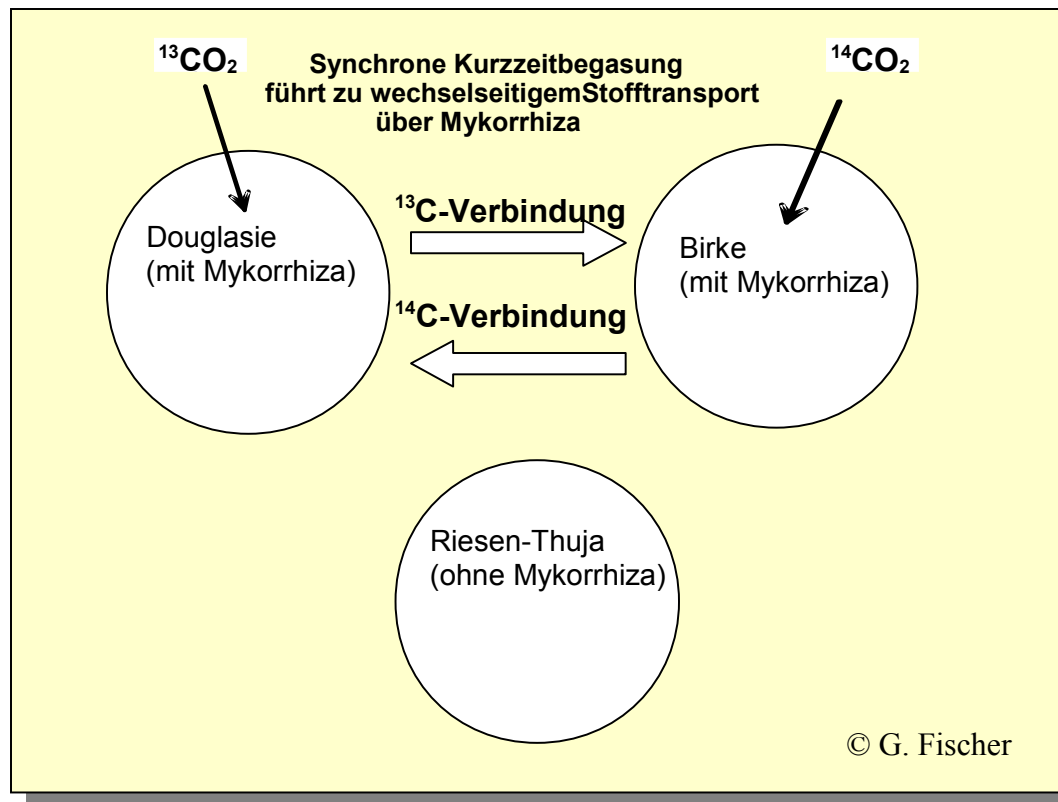 ¹³CO₂
Synchrone Kurzzeitbegasung
führt zu wechselseitigemStofftransport
über Mykorrhiza
¹⁴CO₂
¹³C-Verbindung
Douglasie
(mit Mykorrhiza)
Birke
(mit Mykorrhiza)
¹⁴C-Verbindung
Riesen-Thuja
(ohne Mykorrhiza)
© G. Fischer